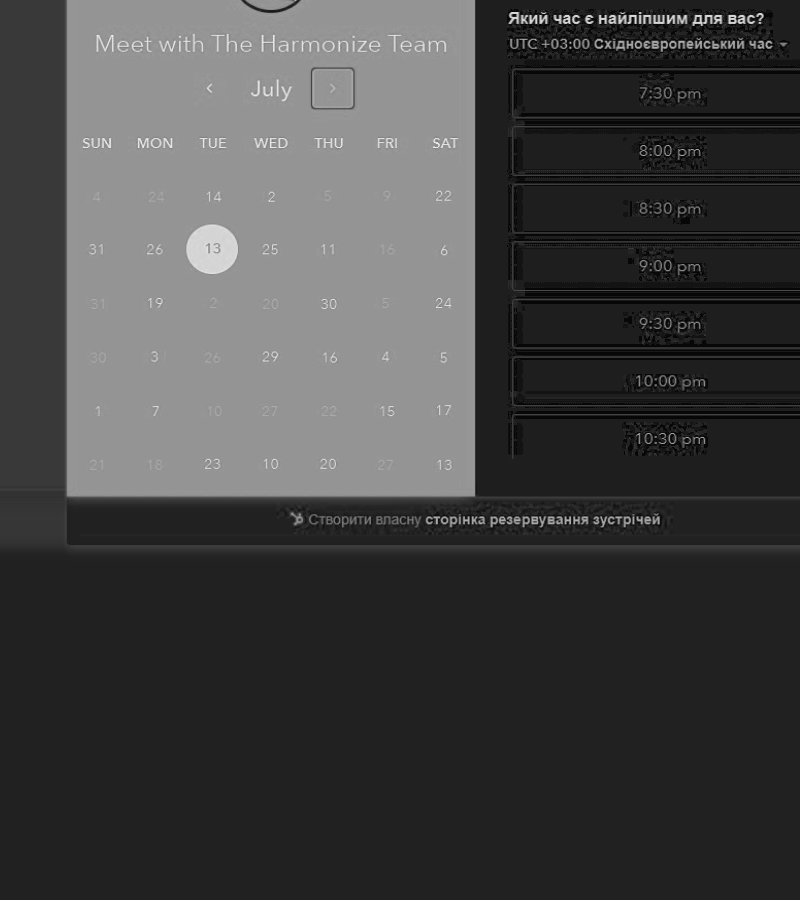 Meet with The Harmonize Team
July
SUN MON TUE WED THU FRI SAT
4 24 14 2 5 9 22
31 26 13 25 11 16 6
31 19 2 20 30 5 24
30 3 26 29 16 4 5
1 7 10 27 22 15 17
21 18 23 10 20 27 13
Який час є найліпшим для вас?
UTC +03:00 Східноєвропейський час
7:30 pm
8:00 pm
8:30 pm
9:00 pm
9:30 pm
10:00 pm
10:30 pm
Створити власну сторінка резервування зустрічей